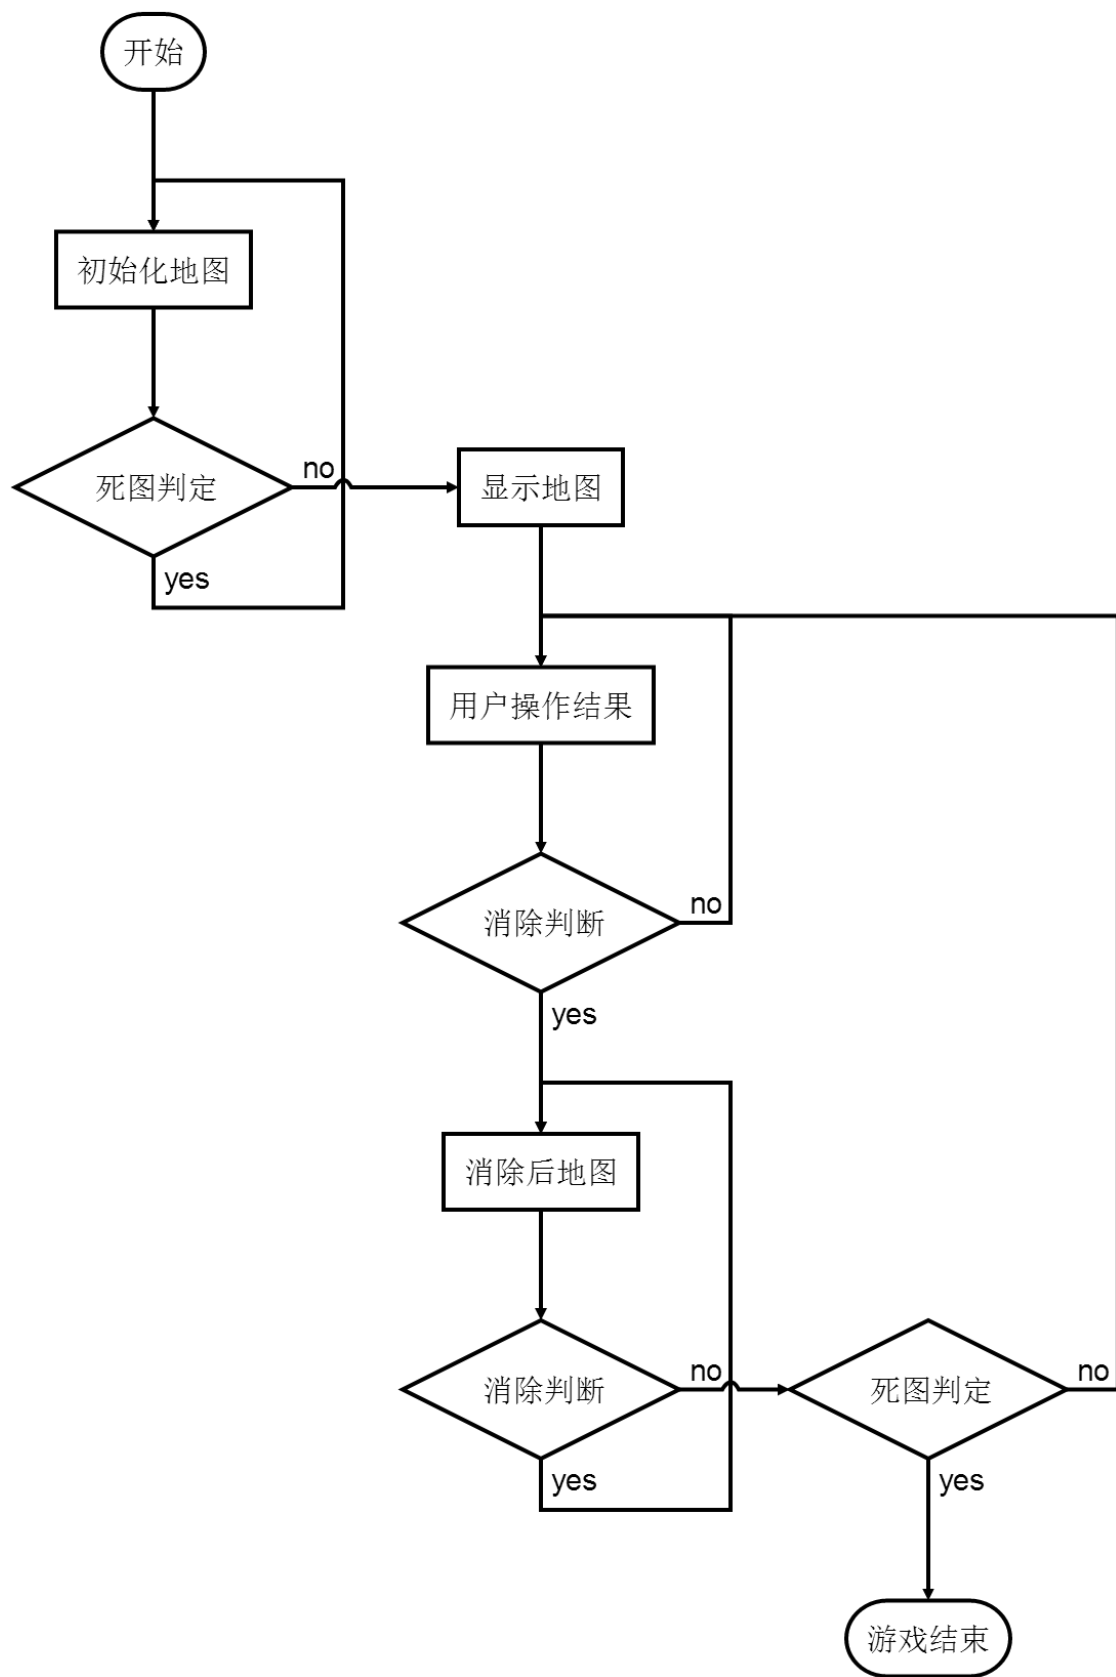 开始
初始化地图
死图判定
no
yes
显示地图
用户操作结果
消除判断
no
yes
消除后地图
消除判断
no
yes
死图判定
no
yes
游戏结束